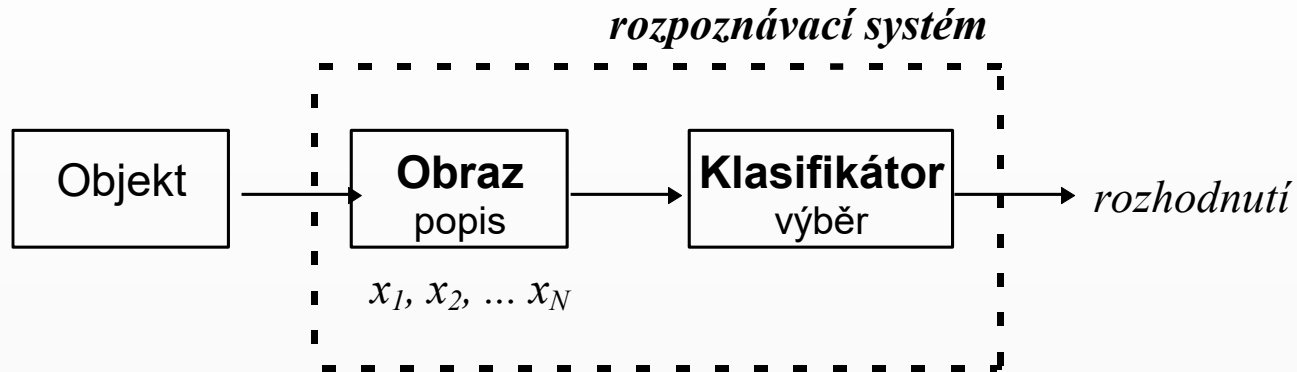 rozpoznávací systém
Objekt
Obraz
popis
Klasifikátor
výběr
rozhodnutí
x1, x2, ... xN